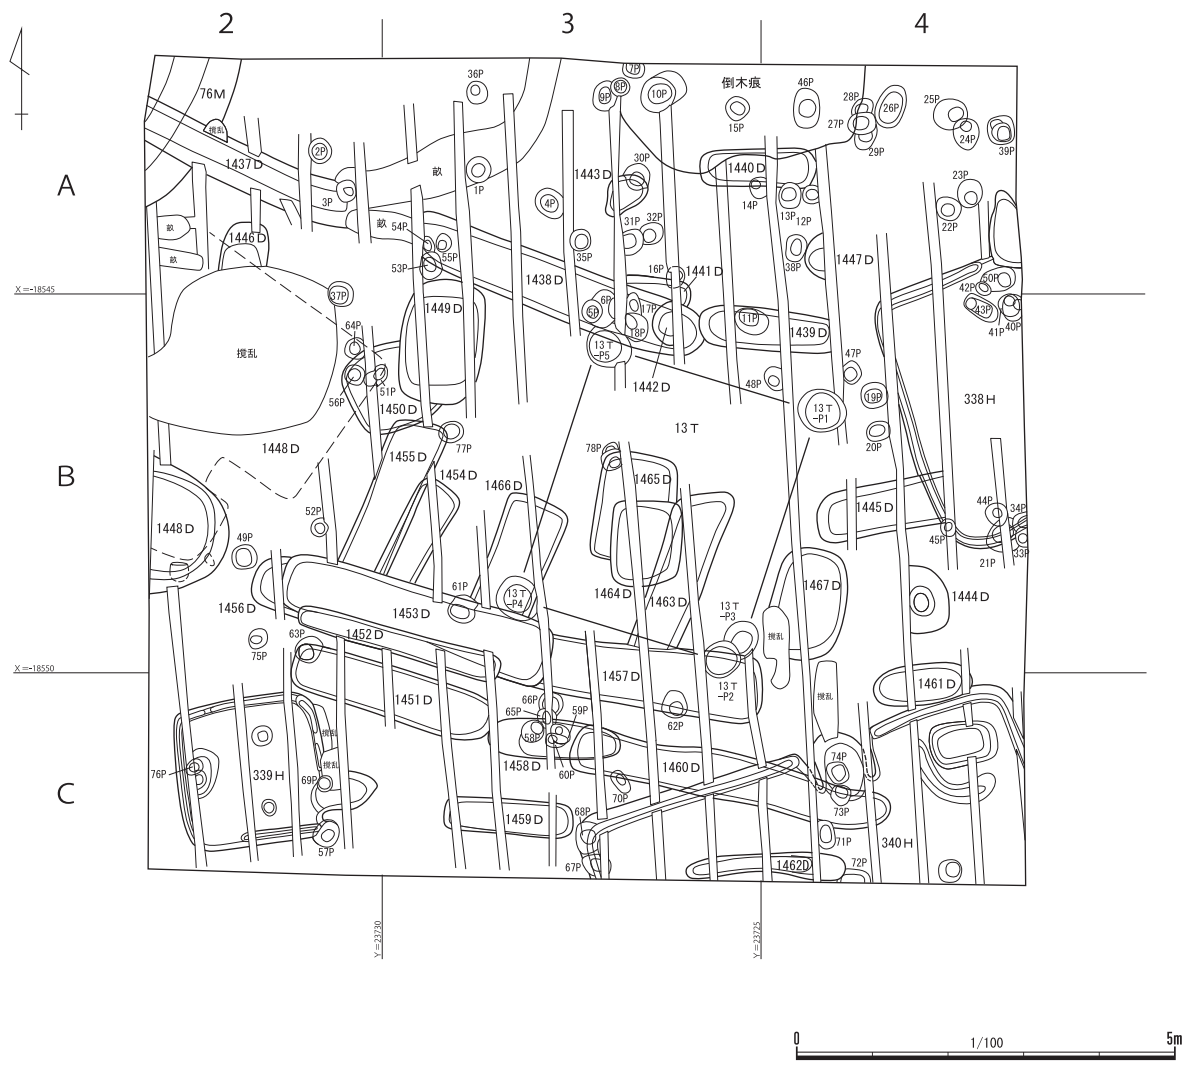 2
3
4
36P
7P
8P
9P
10P
倒木痕
46P
76M
28P
26P
25P
15P
27P
24P
撹乱
29P
39P
2P
1437D
30P
A
畝
1P
1443D
1440D
23P
3P
4P
14P
13P
12P
畝
畝
54P
31P
32P
22P
1446D
55P
35P
38P
1447D
畝
53P
16P
1441D
1438D
50P
42P
X=-18545
37P
6P
17P
1449D
5P
11P
43P
40P
64P
18P
1439D
41P
撹乱
13T
-P5
47P
56P
51P
1442D
48P
19P
338H
1450D
13T
-P1
13T
77P
20P
1448D
1455D
78P
B
1454D
1465D
1466D
44P
1445D
34P
52P
1448D
45P
33P
49P
21P
61P
1467D
13T
-P4
1464D
1463D
1444D
1456D
1453D
13T
-P3
63P
1452D
撹乱
75P
X=-18550
1457D
13T
-P2
1461D
1451D
66P
撹乱
65P
59P
62P
撹乱
58P
74P
撹乱
1458D
60P
1460D
76P
339H
69P
70P
C
73P
1459D
68P
71P
340H
57P
67P
1462D
72P
Y=23730
Y=23725
0
1/100
5m